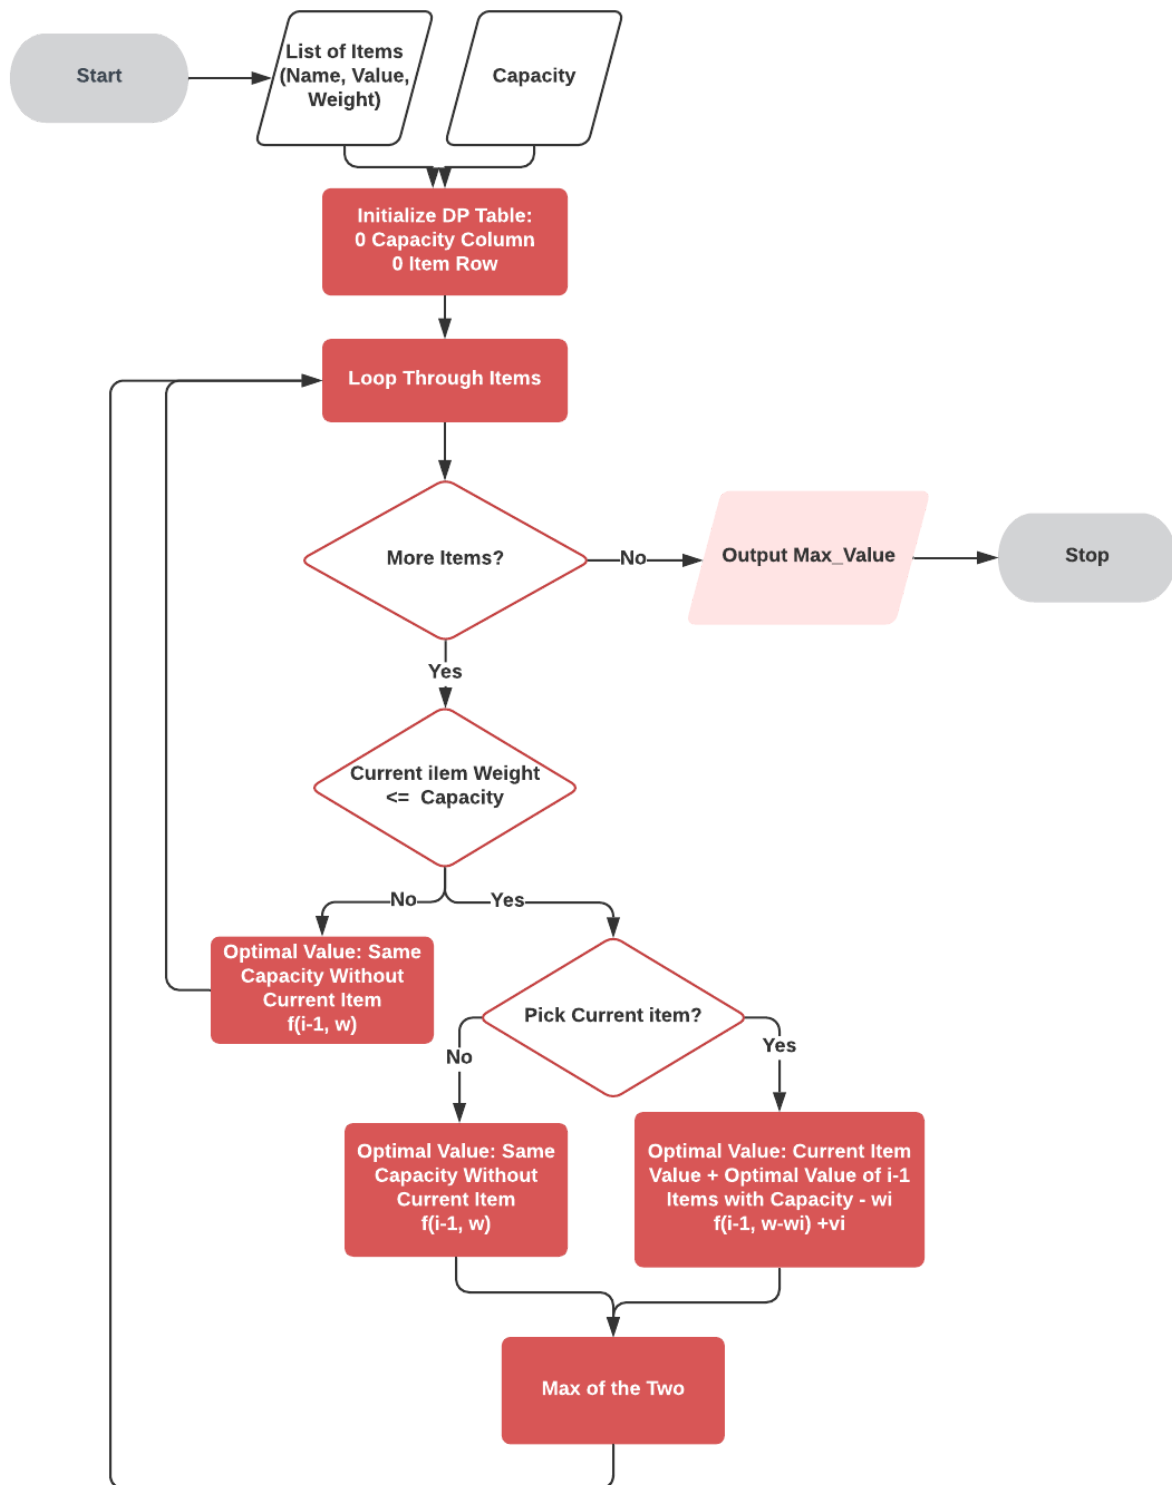 Start
List of Items
(Name, Value,
Weight)
Capacity
Initialize DP Table:
0 Capacity Column
0 Item Row
Loop Through Items
More Items?
No
Output Max_Value
Stop
Yes
Current ilem Weight
<= Capacity
No
Yes
Optimal Value: Same
Capacity Without
Current Item
f(i-1, w)
Pick Current item?
No
Yes
Optimal Value: Same
Capacity Without
Current Item
f(i-1, w)
Optimal Value: Current Item
Value + Optimal Value of i-1
Items with Capacity - wi
f(i-1, w-wi) +vi
Max of the Two